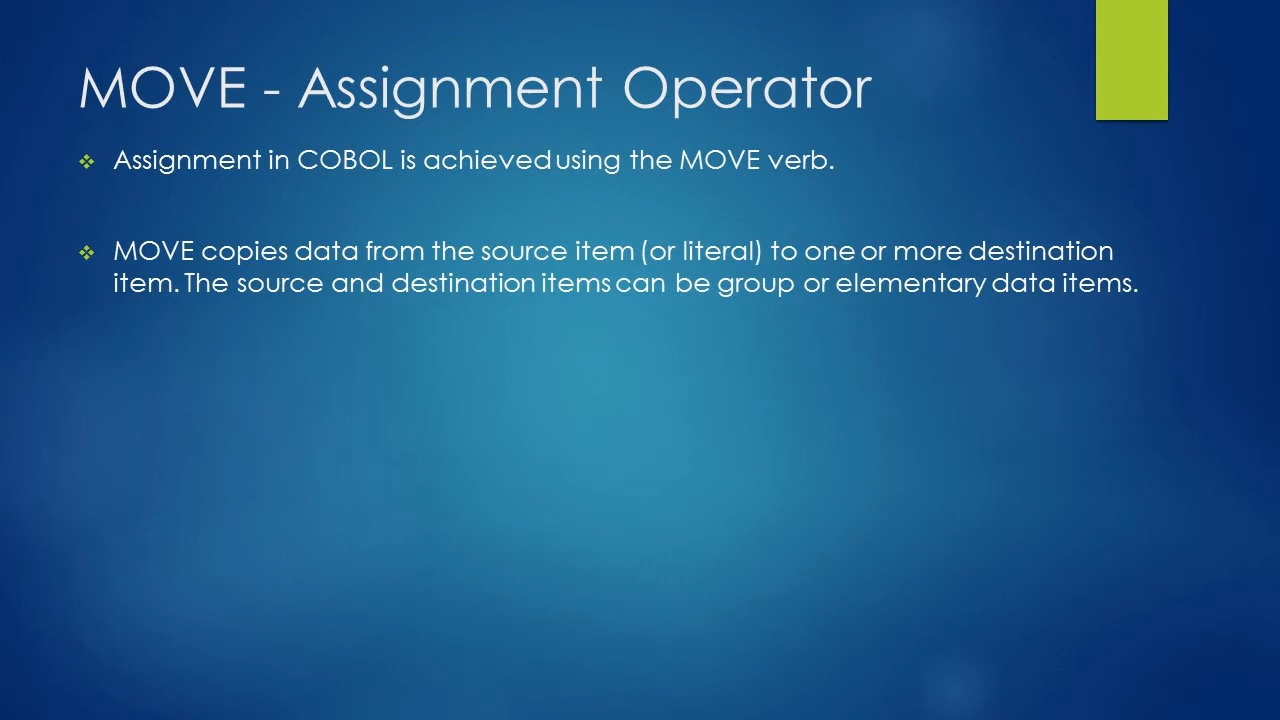 MOVE - Assignment Operator
Assignment in COBOL is achieved using the MOVE verb.
MOVE copies data from the source item (or literal) to one or more destination
item. The source and destination items can be group or elementary data items.